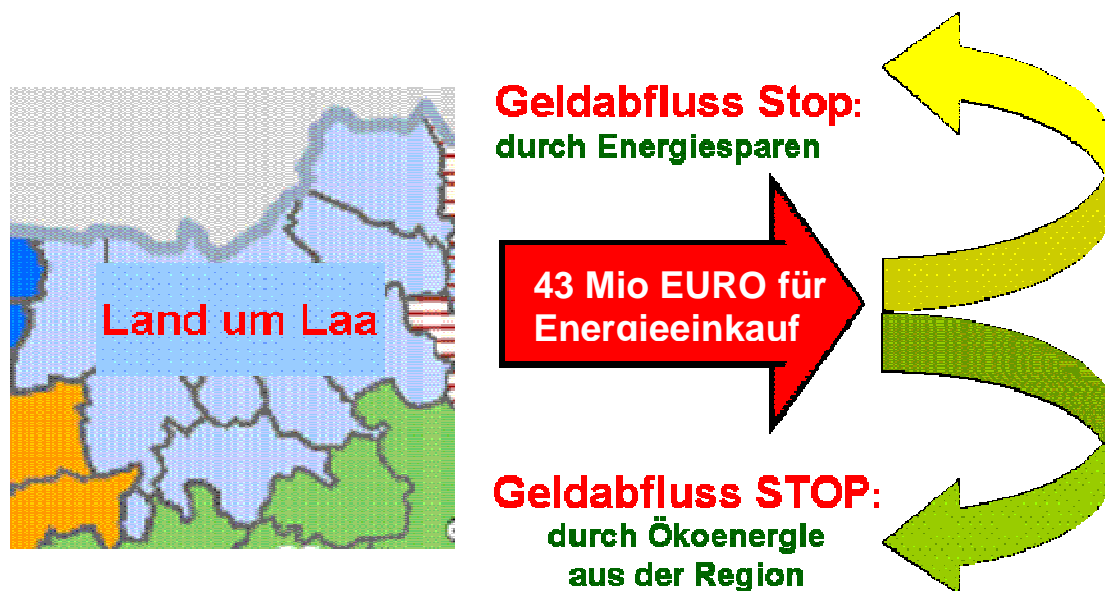 Geldabfluss Stop:
durch Energiesparen
Land um Laa
43 Mio EURO für
Energieeinkauf
Geldabfluss STOP:
durch Ökoenergie
aus der Region